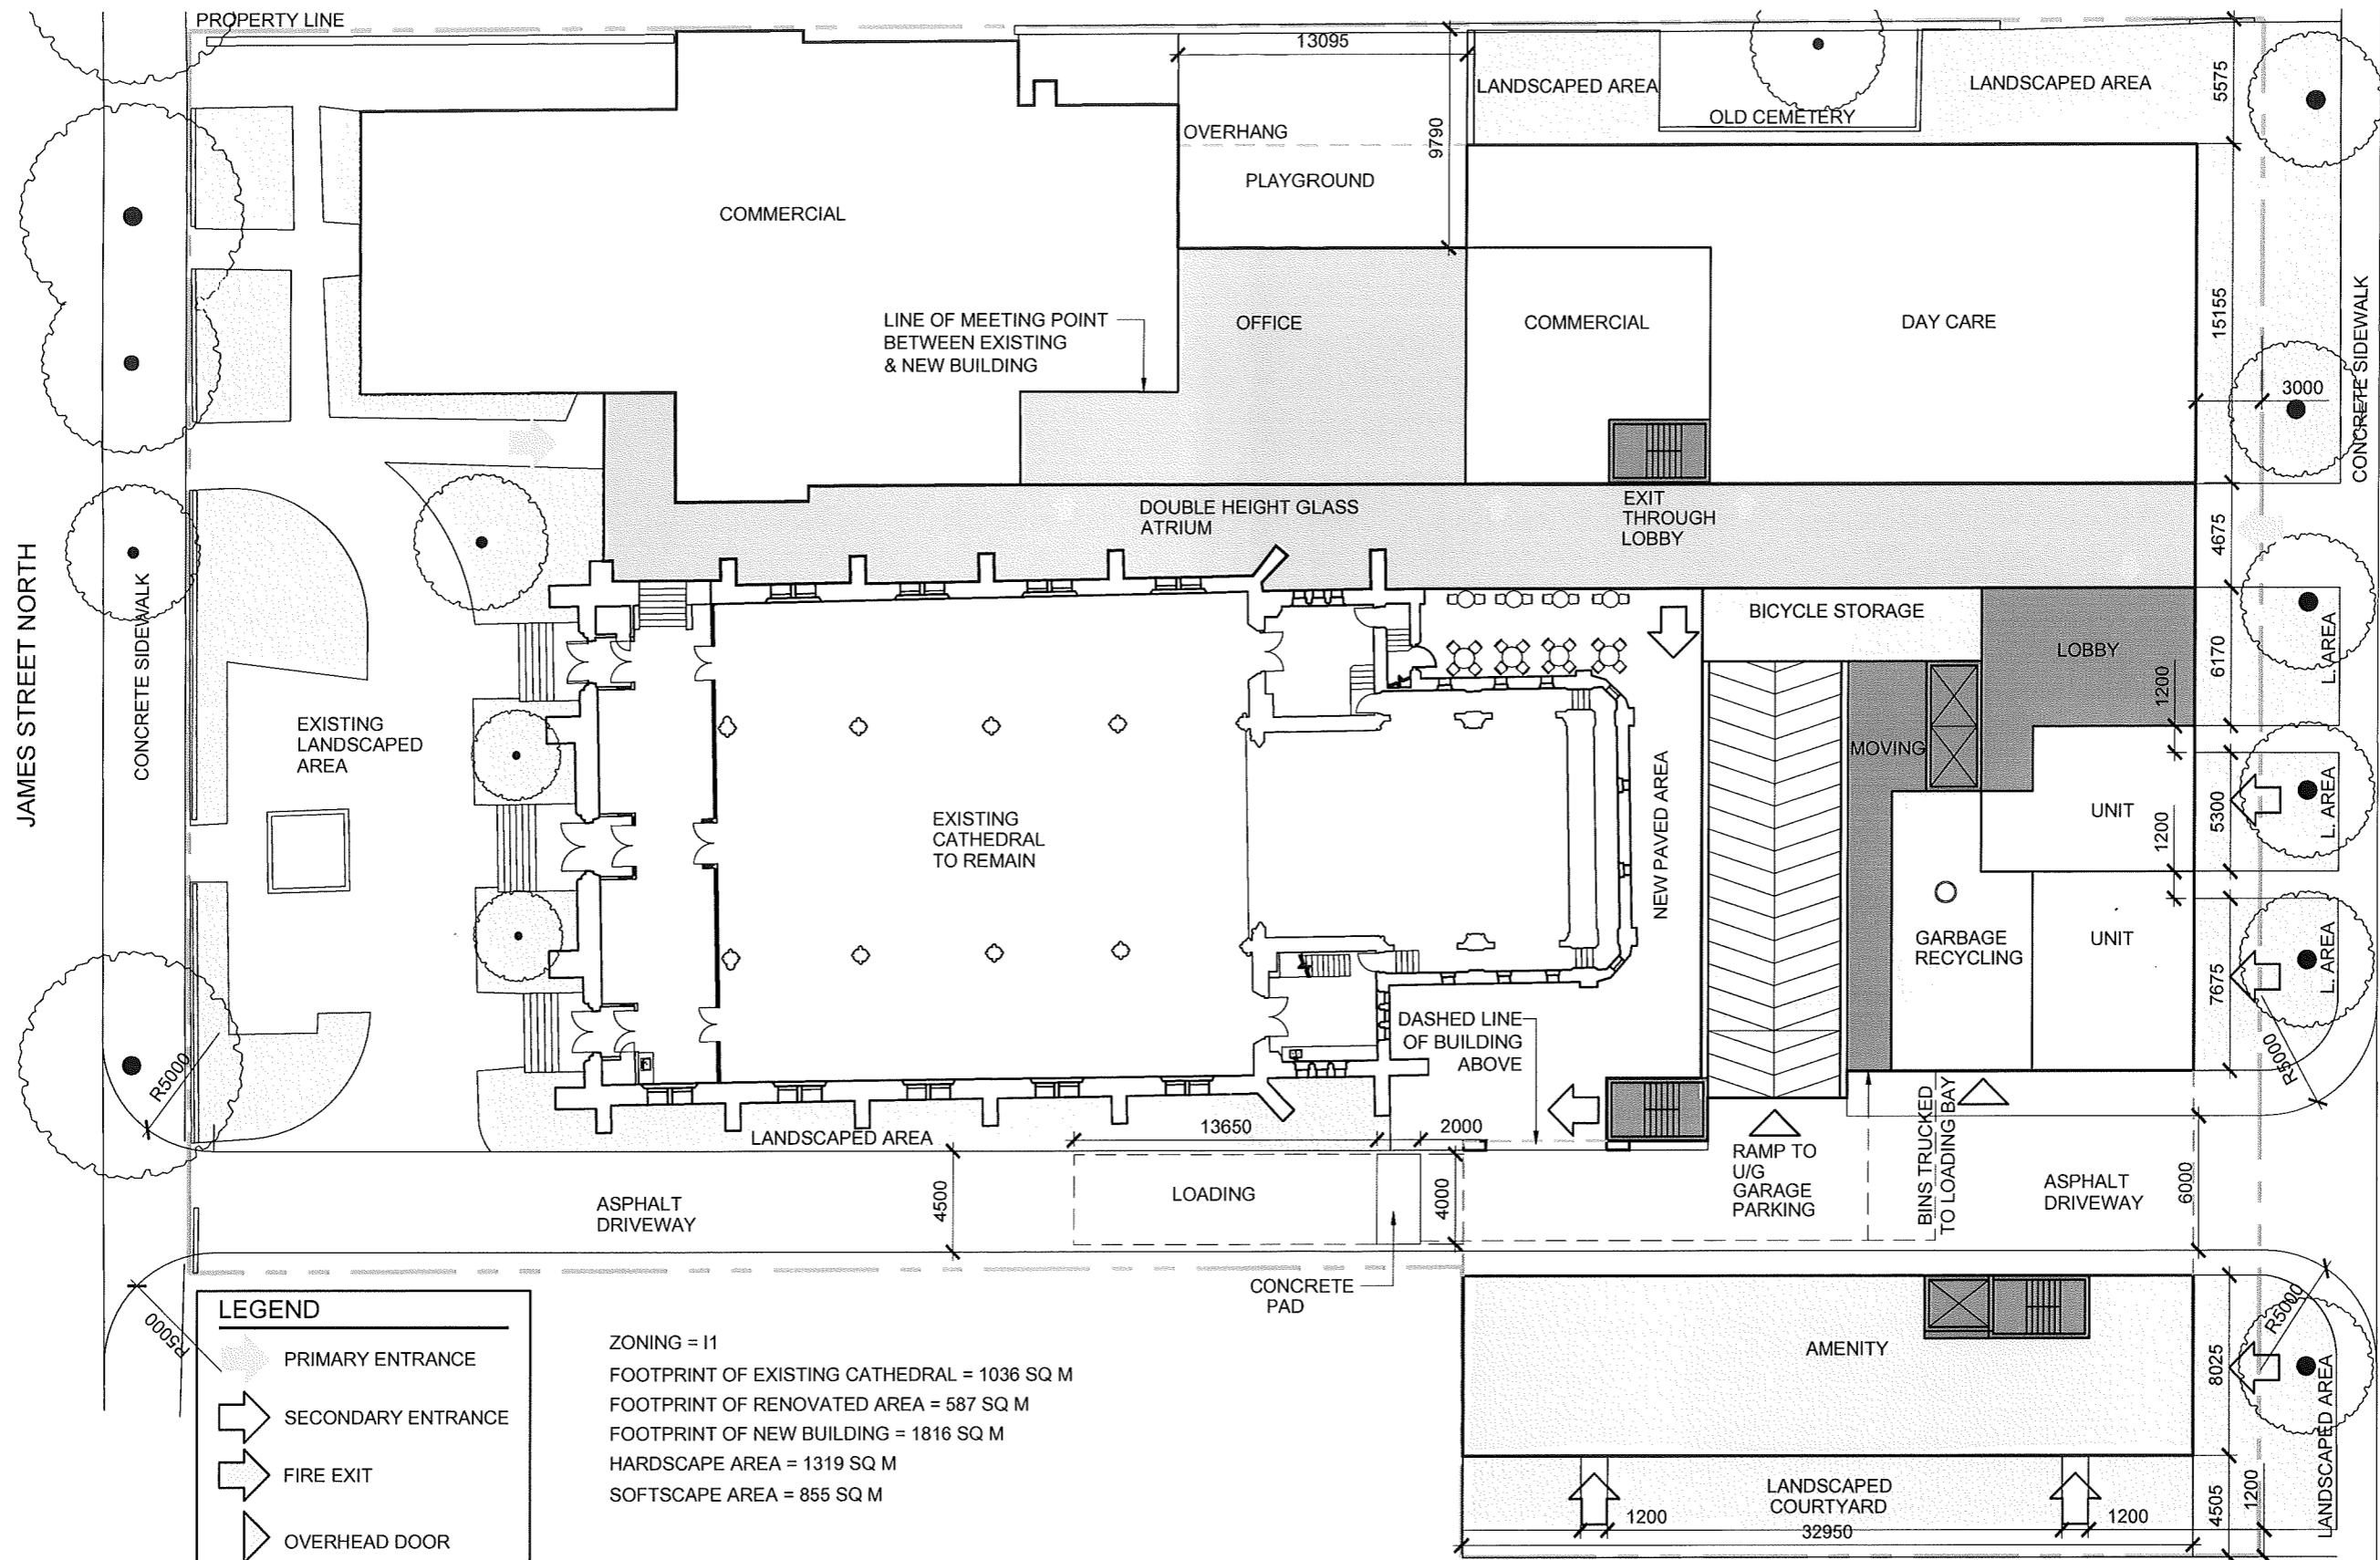 PROPERTY LINE
13095
LANDSCAPED AREA
LANDSCAPED AREA
5575
OLD CEMETERY
OVERHANG
9790
PLAYGROUND
COMMERCIAL
LINE OF MEETING POINT
BETWEEN EXISTING
& NEW BUILDING
OFFICE
COMMERCIAL
DAY CARE
15155
3000
CONCRETE SIDEWALK
DOUBLE HEIGHT GLASS
ATRIUM
EXIT
THROUGH
LOBBY
4675
JAMES STREET NORTH
CONCRETE SIDEWALK
BICYCLE STORAGE
LOBBY
6170
1200
L. AREA
EXISTING
LANDSCAPED
AREA
MOVING
NEW PAVED AREA
EXISTING
CATHEDRAL
TO REMAIN
UNIT
1200
5300
L. AREA
GARBAGE
RECYCLING
UNIT
7675
L. AREA
DASHED LINE
OF BUILDING
ABOVE
R5000
R5000
LANDSCAPED AREA
13650
2000
RAMP TO
U/G
GARAGE
PARKING
BINS TRUCKED
TO LOADING BAY
ASPHALT
DRIVEWAY
4500
LOADING
4000
ASPHALT
DRIVEWAY
6000
CONCRETE
PAD
R5000
R5000
LEGEND
PRIMARY ENTRANCE
SECONDARY ENTRANCE
FIRE EXIT
OVERHEAD DOOR
ZONING = I1
FOOTPRINT OF EXISTING CATHEDRAL = 1036 SQ M
FOOTPRINT OF RENOVATED AREA = 587 SQ M
FOOTPRINT OF NEW BUILDING = 1816 SQ M
HARDSCAPE AREA = 1319 SQ M
SOFTSCAPE AREA = 855 SQ M
AMENITY
8025
LANDSCAPED AREA
LANDSCAPED
COURTYARD
1200
32950
1200
4505
1200